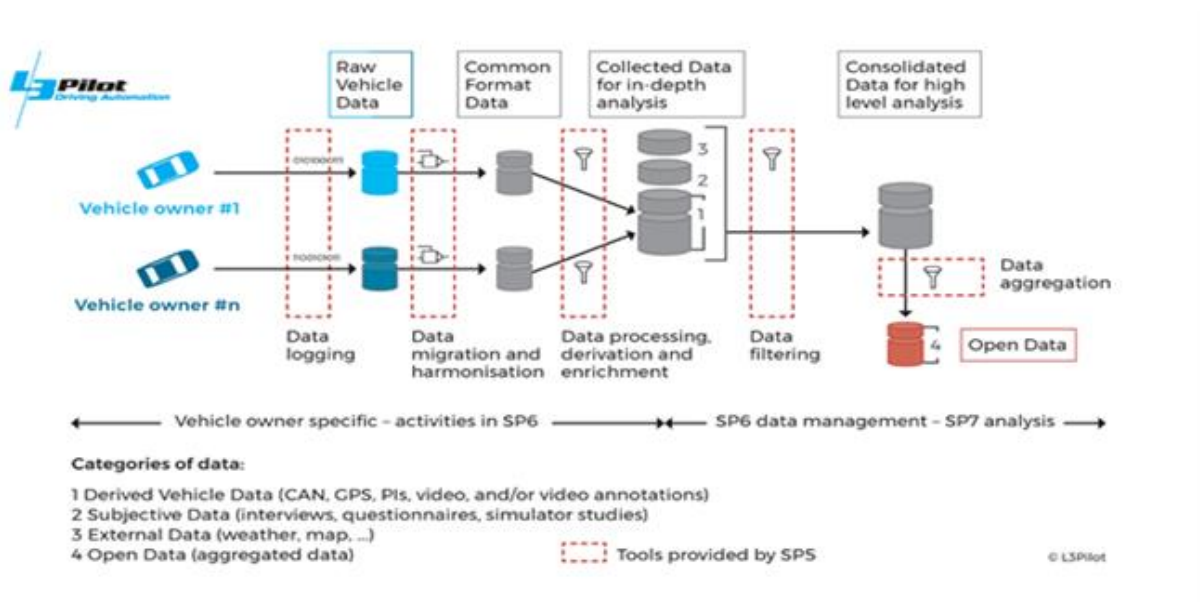 L3Pilot
Driving Automation
Raw
Vehicle
Data
Common
Format
Data
Collected Data
for in-depth
analysis
Consolidated
Data for high
level analysis
Vehicle owner #1
Vehicle owner #n
3
2
1
4
Data
logging
Data
migration and
harmonisation
Data processing,
derivation and
enrichment
Data
filtering
Data
aggregation
Open Data
Vehicle owner specific – activities in SP6
SP6 data management – SP7 analysis
Categories of data:
1 Derived Vehicle Data (CAN, GPS, PIs, video, and/or video annotations)
2 Subjective Data (interviews, questionnaires, simulator studies)
3 External Data (weather, map, ...)
4 Open Data (aggregated data)
Tools provided by SP5
© L3Pilot